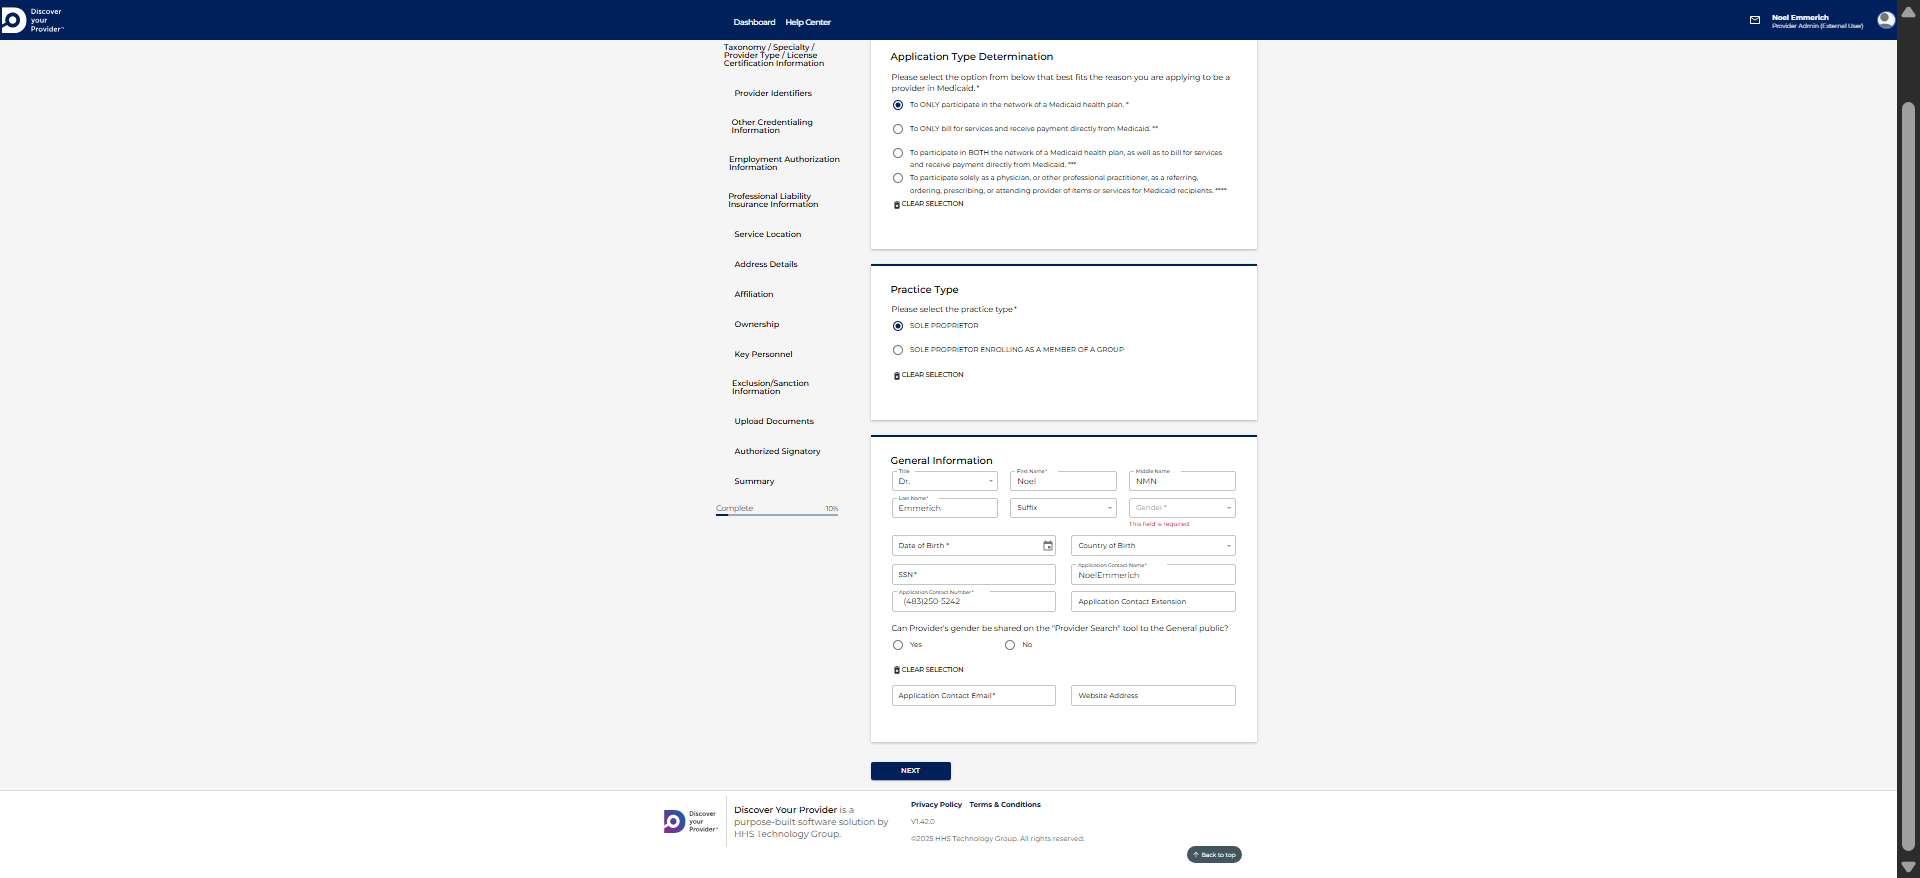 Discover
your
Provider™
Dashboard
Help Center
Noel Emmerich
Provider Admin (External User)
Taxonomy / Specialty /
Provider Type / License
Certification Information
Provider Identifiers
Other Credentialing
Information
Employment Authorization
Information
Professional Liability
Insurance Information
Service Location
Address Details
Affiliation
Ownership
Key Personnel
Exclusion/Sanction
Information
Upload Documents
Authorized Signatory
Summary
Complete 10%
Application Type Determination
Please select the option from below that best fits the reason you are applying to be a
provider in Medicaid.*
To ONLY participate in the network of a Medicaid health plan. *
To ONLY bill for services and receive payment directly from Medicaid. **
To participate in BOTH the network of a Medicaid health plan, as well as to bill for services
and receive payment directly from Medicaid. ***
To participate solely as a physician, or other professional practitioner, as a referring,
ordering, prescribing, or attending provider of items or services for Medicaid recipients. ****
CLEAR SELECTION
Practice Type
Please select the practice type*
SOLE PROPRIETOR
SOLE PROPRIETOR ENROLLING AS A MEMBER OF A GROUP
CLEAR SELECTION
General Information
Title
Dr.
First Name*
Noel
Middle Name
NMN
Last Name*
Emmerich
Suffix
Gender*
This field is required
Date of Birth *
Country of Birth
SSN*
Application Contact Name*
NoelEmmerich
Application Contact Number*
(483)250-5242
Application Contact Extension
Can Provider's gender be shared on the "Provider Search" tool to the General public?
Yes
No
CLEAR SELECTION
Application Contact Email*
Website Address
NEXT
Discover
your
Provider™
Discover Your Provider is a
purpose-built software solution by
HHS Technology Group.
Privacy Policy
Terms & Conditions
V1.42.0
©2025 HHS Technology Group. All rights reserved.
Back to top